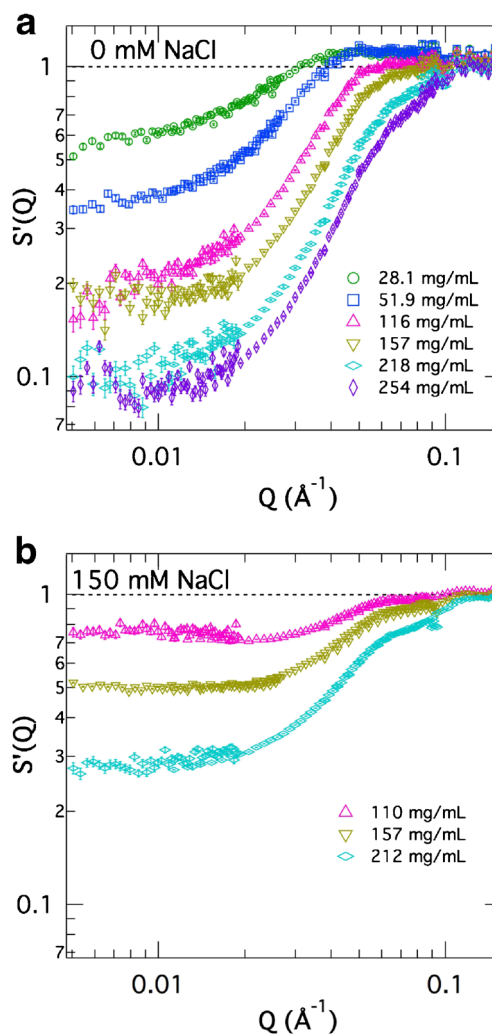 a
0 mM NaCl
1
7
6
5
4
3
2
0.1
7
S'(Q)
28.1 mg/mL
51.9 mg/mL
116 mg/mL
157 mg/mL
218 mg/mL
254 mg/mL
0.01
0.1
Q (Å⁻¹)
b
150 mM NaCl
1
7
6
5
4
3
2
0.1
7
S'(Q)
110 mg/mL
157 mg/mL
212 mg/mL
0.01
0.1
Q (Å⁻¹)